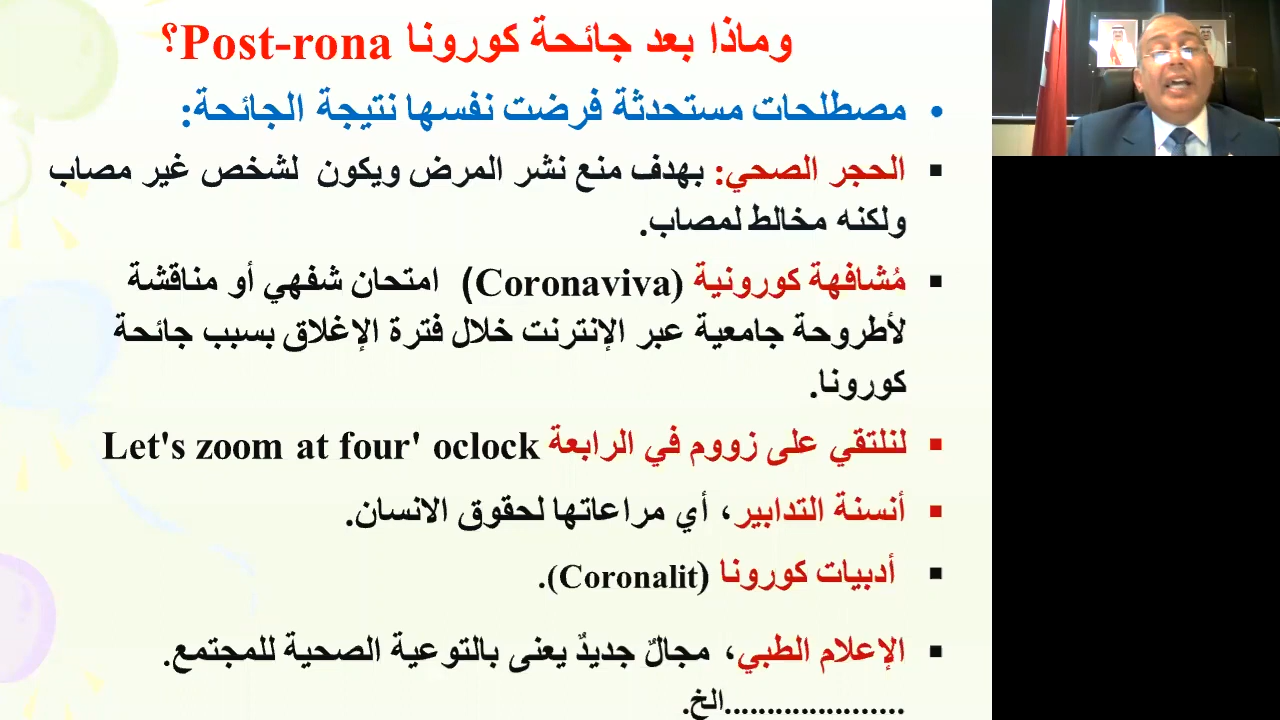 وماذا بعد جائحة كورونا Post-rona؟
• مصطلحات مستحدثة فرضت نفسها نتيجة الجائحة:
▪ الحجر الصحي: بهدف منع نشر المرض ويكون لشخص غير مصاب
ولكنه مخالط لمصاب.
▪ مُشافهة كورونية (Coronaviva) امتحان شفهي أو مناقشة
لأطروحة جامعية عبر الإنترنت خلال فترة الإغلاق بسبب جائحة
كورونا.
▪ لنلتقي على زووم في الرابعة Let's zoom at four' oclock
▪ أنسنة التدابير، أي مراعاتها لحقوق الانسان.
▪ أدبيات كورونا (Coronalit).
▪ الإعلام الطبي، مجالٌ جديدٌ يعنى بالتوعية الصحية للمجتمع.
.....................الخ.